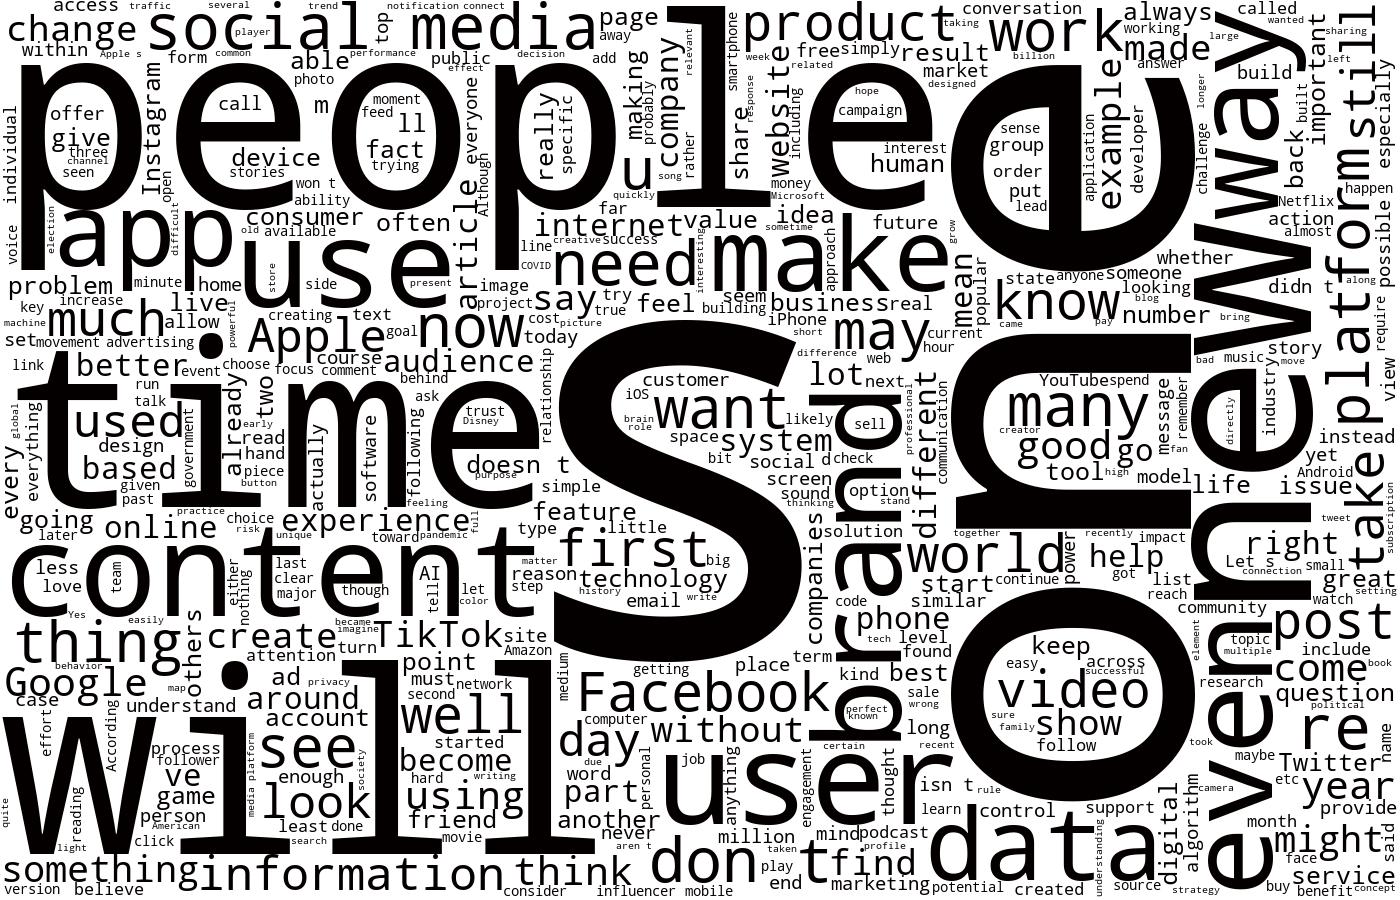 access traffic several trend notification connect
change social media top page away product taking conversation work always called wanted
player within Apple s form common performance public decision add free simply result billion working made large sharing
people able effect photo m company smartphone relevant week related market designed answer
offer give three channel seen call moment feed ll fact trying
Instagram device stories everyone really specific making probably share response website including
hope campaign interest human sense group order put lead application example developer
individual voice election open difficult won t ability Although u quickly rather song money Microsoft
build built back important still left longer challenge especially happen Netflix action almost
app consumer old available often article far internet value idea sometime future grow
use store side present line creative success COVID need interesting make approach
problem minute home image project say try true feel seem building business real
key increase live allow creating text cost picture iPhone short mean popular
state anyone someone looking blog know came pay number whether didn t bring way
machine set movement advertising powerful much Apple goal now today may current hour
link better event choose focus course comment audience behind ask relationship
difference web lot next bad music story move along possible require platform view
time run talk used design based given past government already two early read hand piece button
global every everything actually software following trust Disney doesn t purpose feeling
customer iOS brain role want space system bit social d likely check sell
professional different communication YouTube spend many creator good go tool high message fan remember model
new directly industry instead yet Android life issue take subscription
s screen sound thinking option stand one
going later practice online choice risk unique experience toward pandemic full type simple feature little
content less love team either nothing last clear major though AI tell let color
matter reason step first big technology history email write companies solution code
together recently impact world power help got start continue similar list reach
tweet right Let s connection small great setting watch
Yes easily thing others create became imagine turn TikTok site Amazon
phone tech level found community element topic multiple post include
behavior Google map case understand attention ad privacy around account point must second network medium
getting place term Facebook kind best brand perfect known sale wrong long
keep easy across successful video sure family show follow
research come book question political even re
will effort According process follower ve game person American click
quite reading light media platform see enough look society least done search
well started become hard writing using friend movie
computer day due word part personal without job user anything engagement thought certain recent
another never aren t million taken mind podcast profile isn t rule learn control support
took maybe Twitter etc camera year name provide
something information think don t play end find marketing data understanding digital algorithm
month might said face service
version believe consider influencer mobile potential created source strategy buy benefit concept